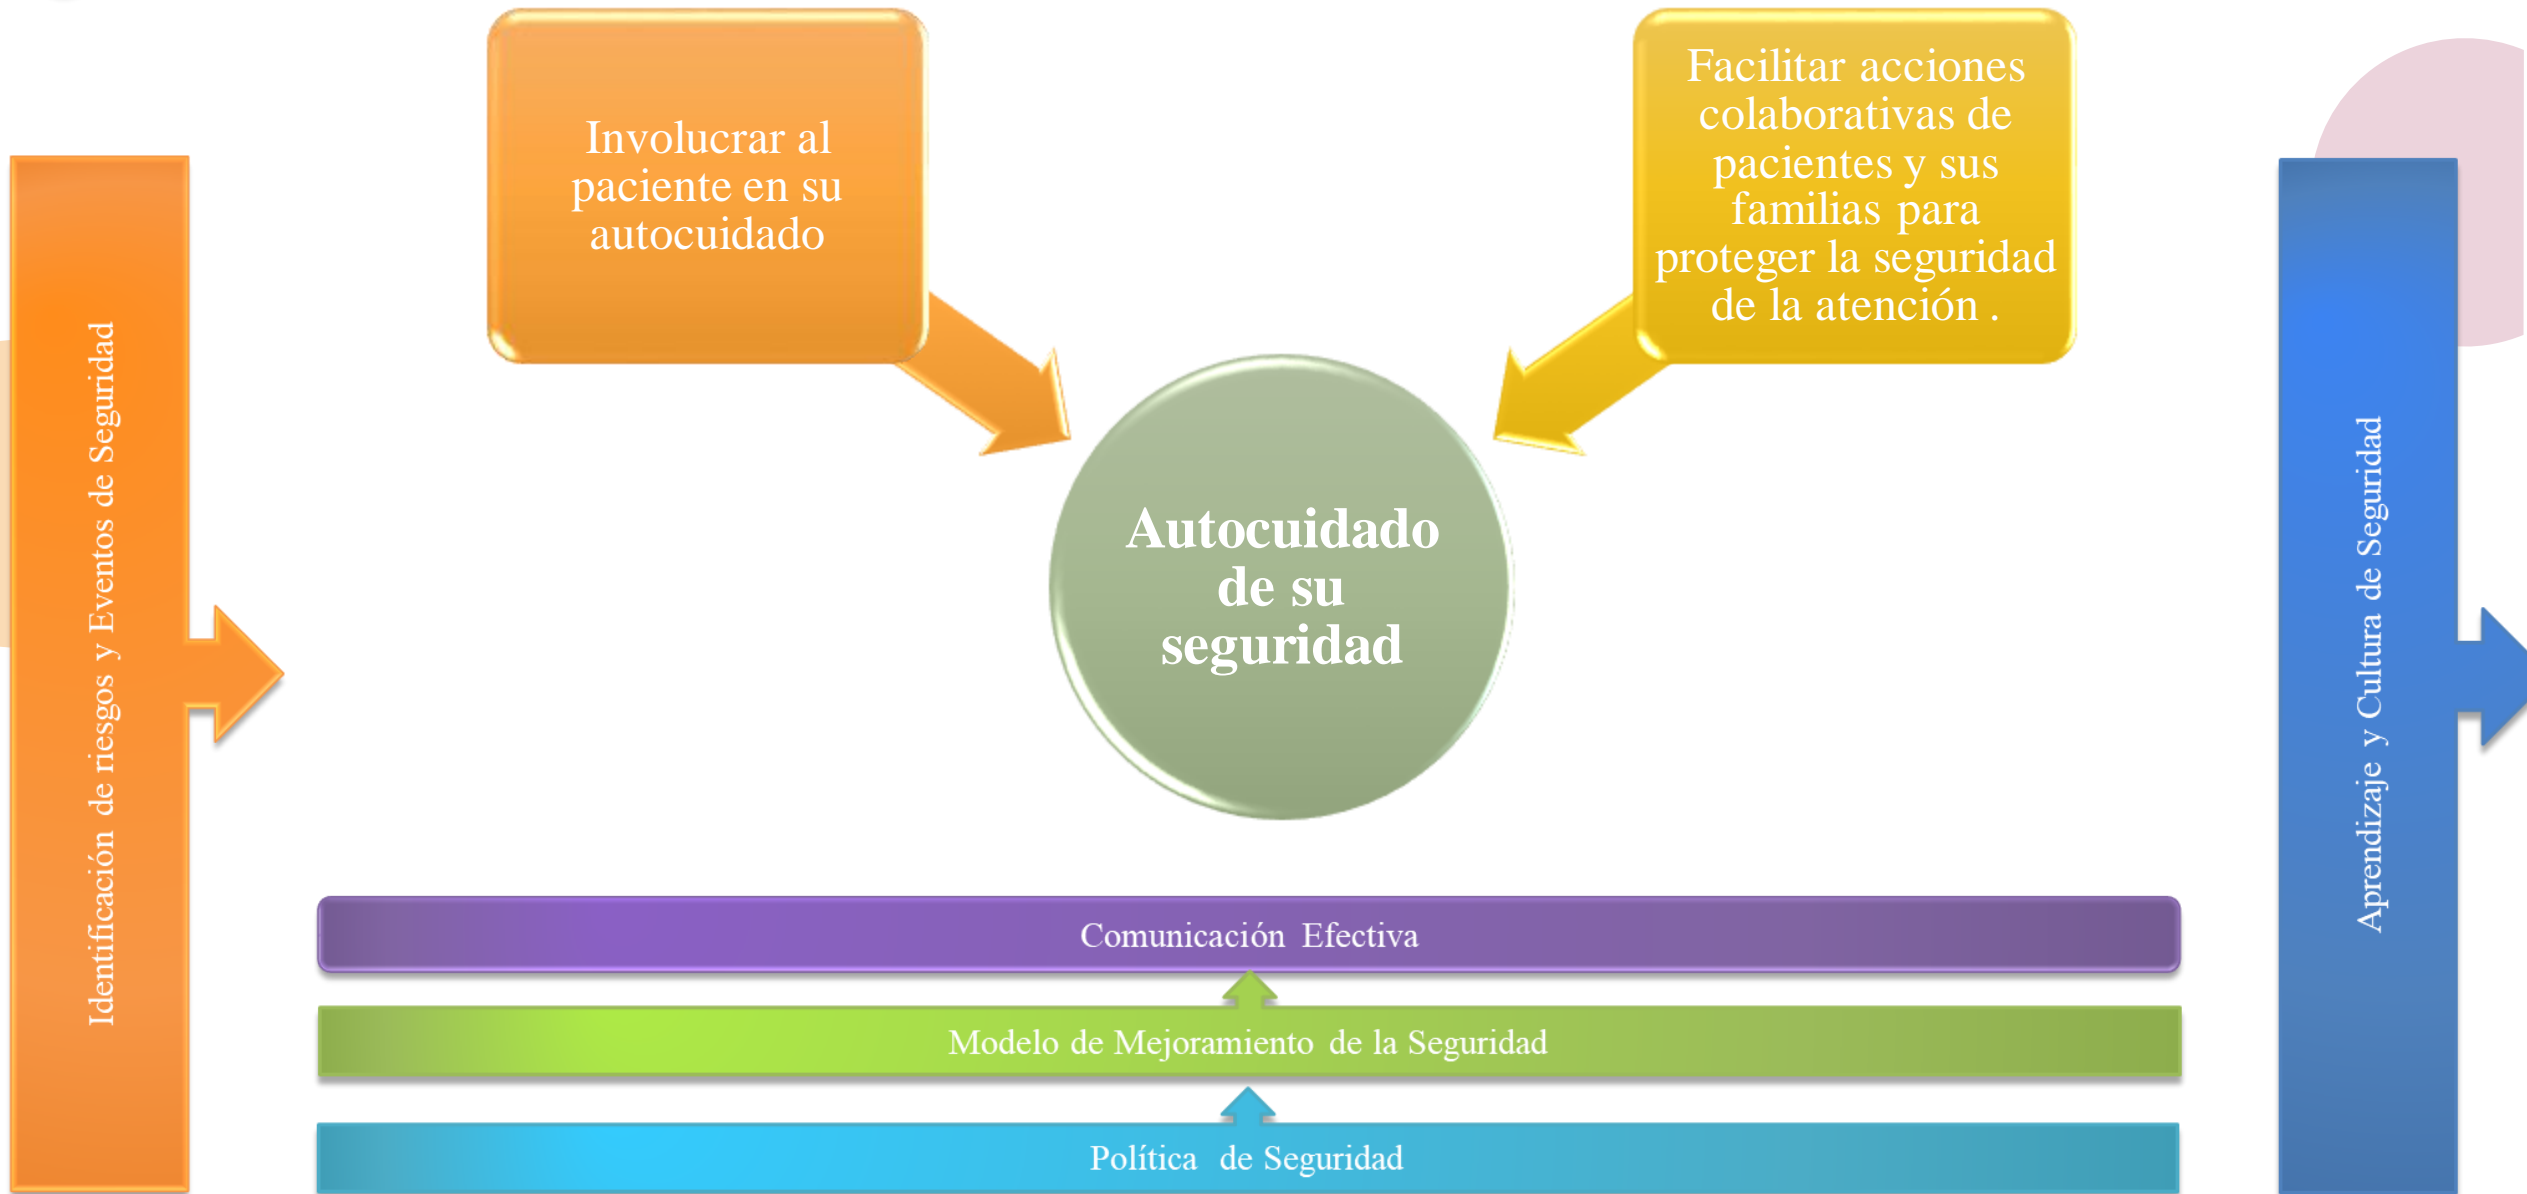 Involucrar al
paciente en su
autocuidado
Facilitar acciones
colaborativas de
pacientes y sus
familias para
proteger la seguridad
de la atención .
Identificación de riesgos y Eventos de Seguridad
Autocuidado
de su
seguridad
Aprendizaje y Cultura de Seguridad
Comunicación Efectiva
Modelo de Mejoramiento de la Seguridad
Política de Seguridad